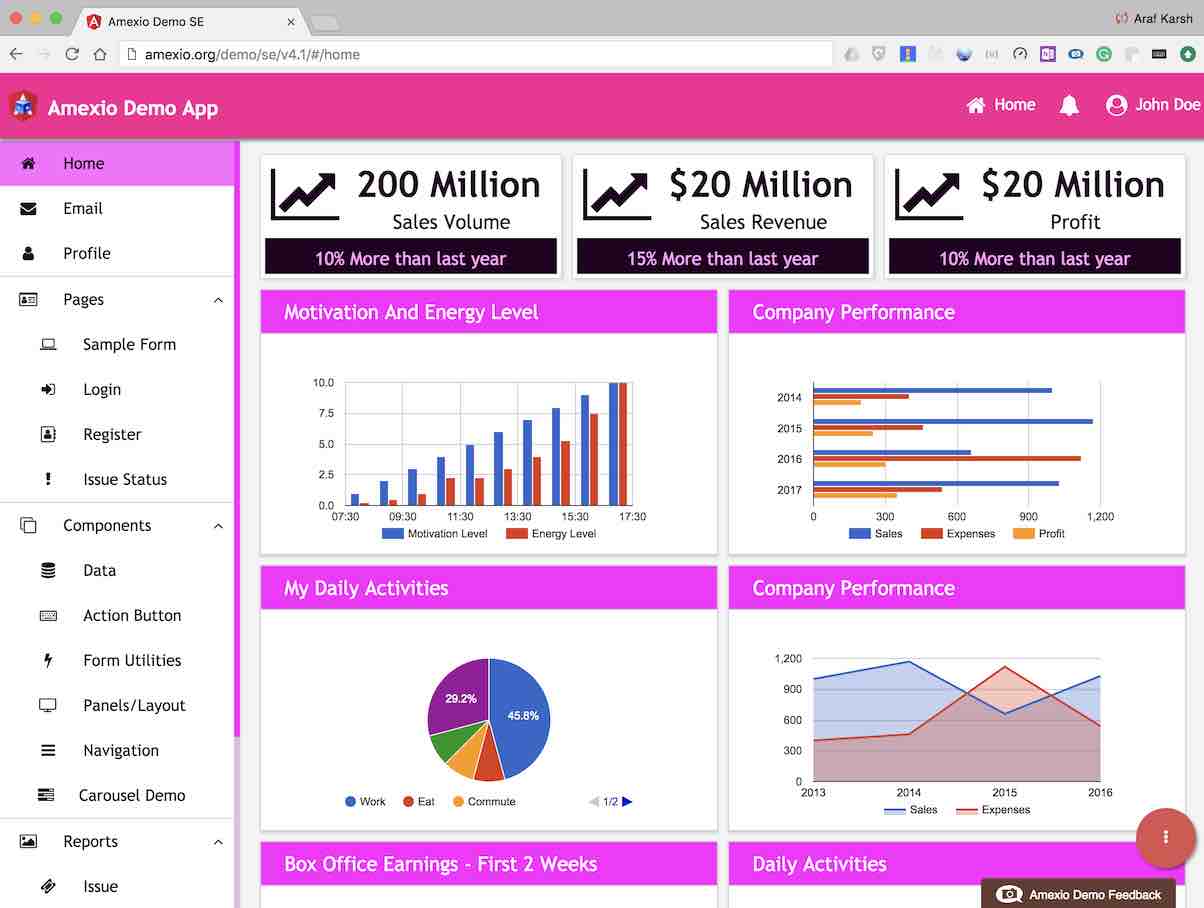 Amexio Demo SE
Araf Karsh
amexio.org/demo/se/v4.1/#/home
Amexio Demo App
Home
John Doe
Home
Email
Profile
Pages
Sample Form
Login
Register
Issue Status
Components
Data
Action Button
Form Utilities
Panels/Layout
Navigation
Carousel Demo
Reports
Issue
200 Million
Sales Volume
10% More than last year
$20 Million
Sales Revenue
15% More than last year
$20 Million
Profit
10% More than last year
Motivation And Energy Level
10.0
7.5
5.0
2.5
0.0
07:30 09:30 11:30 13:30 15:30 17:30
Motivation Level Energy Level
Company Performance
2014
2015
2016
2017
0 300 600 900 1,200
Sales Expenses Profit
My Daily Activities
29.2%
45.8%
Work Eat Commute 1/2
Company Performance
1,200
900
600
300
0
2013 2014 2015 2016
Sales Expenses
Box Office Earnings - First 2 Weeks
Daily Activities
Amexio Demo Feedback